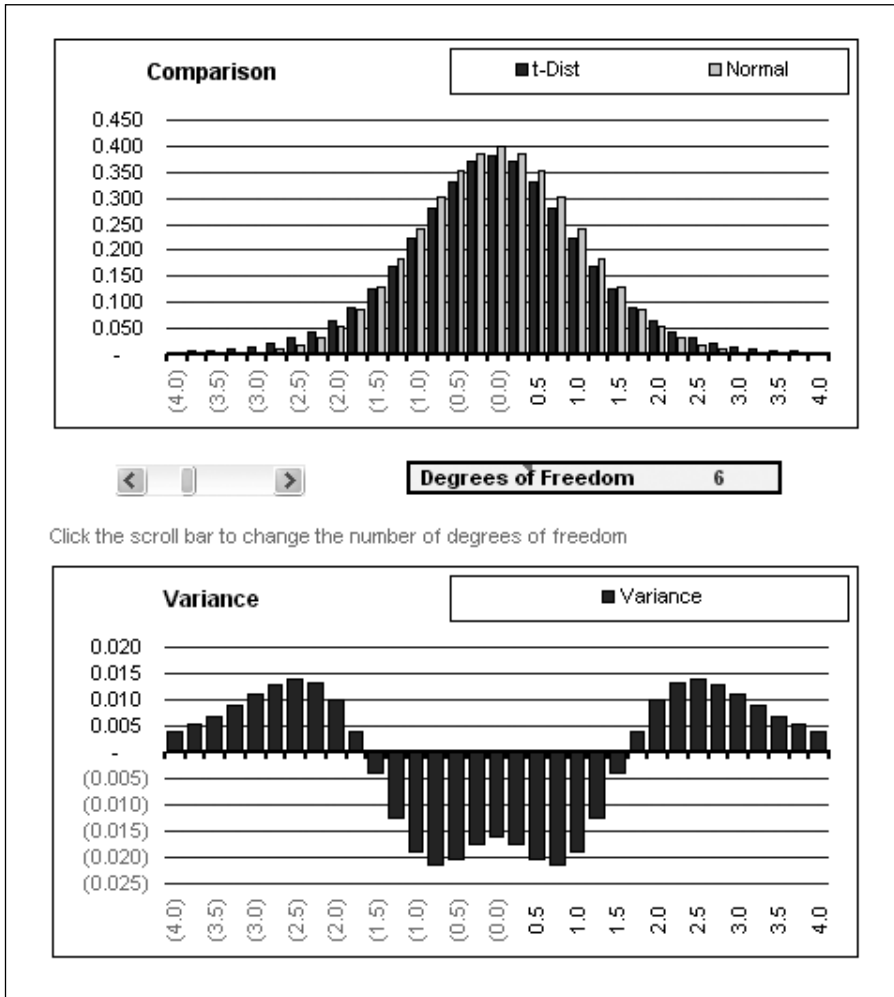 Comparison
t-Dist Normal
0.450
0.400
0.350
0.300
0.250
0.200
0.150
0.100
0.050
-
(4.0) (3.5) (3.0) (2.5) (2.0) (1.5) (1.0) (0.5) (0.0) 0.5 1.0 1.5 2.0 2.5 3.0 3.5 4.0
Degrees of Freedom 6
Click the scroll bar to change the number of degrees of freedom
Variance
Variance
0.020
0.015
0.010
0.005
-
(0.005)
(0.010)
(0.015)
(0.020)
(0.025)
(4.0) (3.5) (3.0) (2.5) (2.0) (1.5) (1.0) (0.5) (0.0) 0.5 1.0 1.5 2.0 2.5 3.0 3.5 4.0